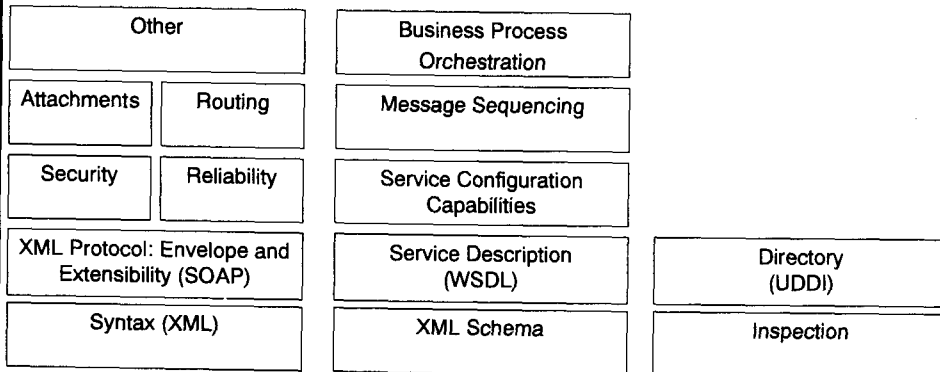 Other
Business Process
Orchestration
Attachments
Routing
Message Sequencing
Security
Reliability
Service Configuration
Capabilities
XML Protocol: Envelope and
Extensibility (SOAP)
Service Description
(WSDL)
Directory
(UDDI)
Syntax (XML)
XML Schema
Inspection